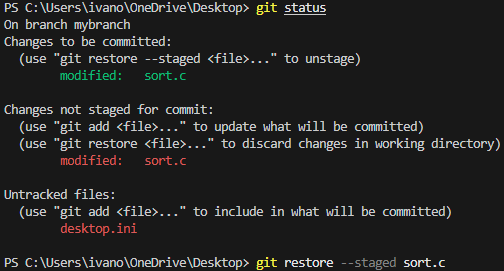 PS C:\Users\ivano\OneDrive\Desktop> git status
On branch mybranch
Changes to be committed:
  (use "git restore --staged <file>..." to unstage)
        modified:   sort.c

Changes not staged for commit:
  (use "git add <file>..." to update what will be committed)
  (use "git restore <file>..." to discard changes in working directory)
        modified:   sort.c

Untracked files:
  (use "git add <file>..." to include in what will be committed)
        desktop.ini

PS C:\Users\ivano\OneDrive\Desktop> git restore --staged sort.c